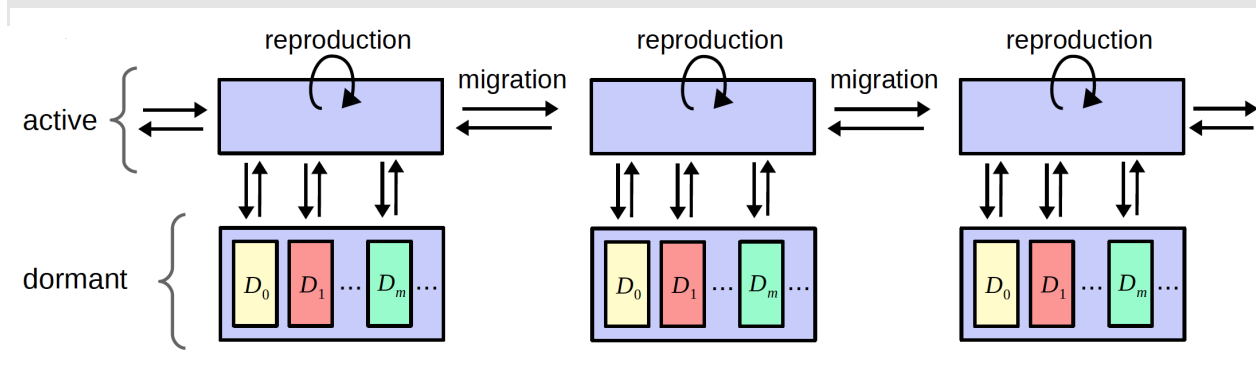 reproduction reproduction reproduction
migration migration
active
dormant
D0 D1 ... Dm ... D0 D1 ... Dm ... D0 D1 ... Dm ...